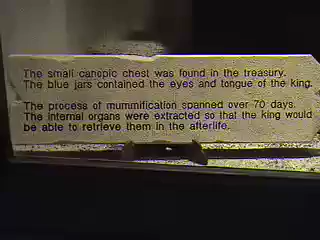 The small canopic chest was found in the treasury.
The blue jars contained the eyes and tongue of the king.
The process of mummification spanned over 70 days.
The internal organs were extracted so that the king would
be able to retrieve them in the afterlife.